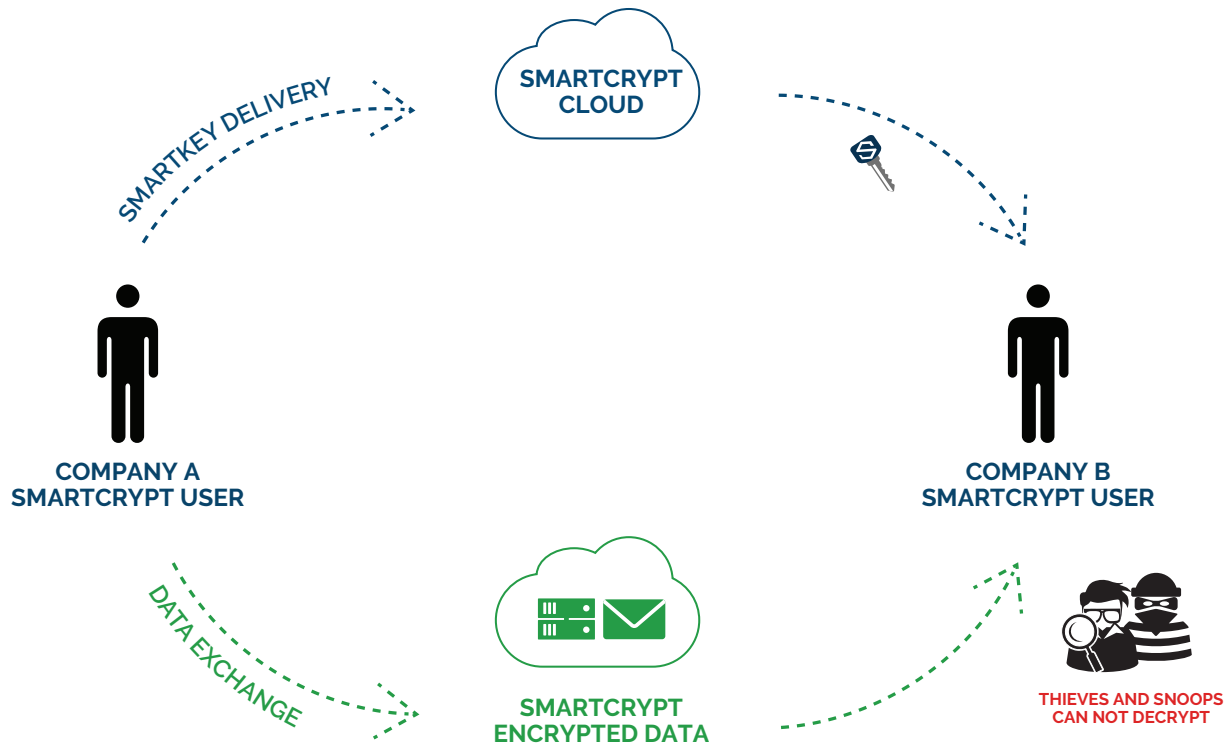 SMARTCRYPT
CLOUD
SMARTKEY DELIVERY
COMPANY A
SMARTCRYPT USER
COMPANY B
SMARTCRYPT USER
DATA EXCHANGE
SMARTCRYPT
ENCRYPTED DATA
THIEVES AND SNOOPS
CAN NOT DECRYPT